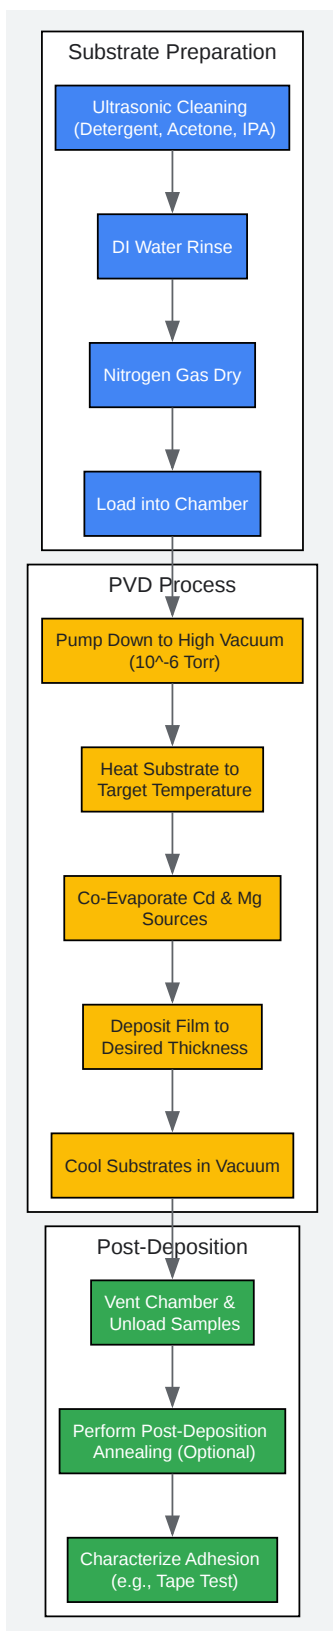 Substrate Preparation
Ultrasonic Cleaning
(Detergent, Acetone, IPA)
DI Water Rinse
Nitrogen Gas Dry
Load into Chamber
PVD Process
Pump Down to High Vacuum
(10^-6 Torr)
Heat Substrate to
Target Temperature
Co-Evaporate Cd & Mg
Sources
Deposit Film to
Desired Thickness
Cool Substrates in Vacuum
Post-Deposition
Vent Chamber &
Unload Samples
Perform Post-Deposition
Annealing (Optional)
Characterize Adhesion
(e.g., Tape Test)